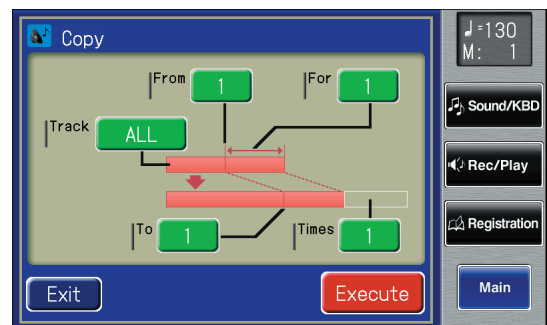 Copy
From 1
For 1
Track ALL
To 1
Times 1
Exit
Execute
♩=130
M: 1
Sound/KBD
Rec/Play
Registration
Main